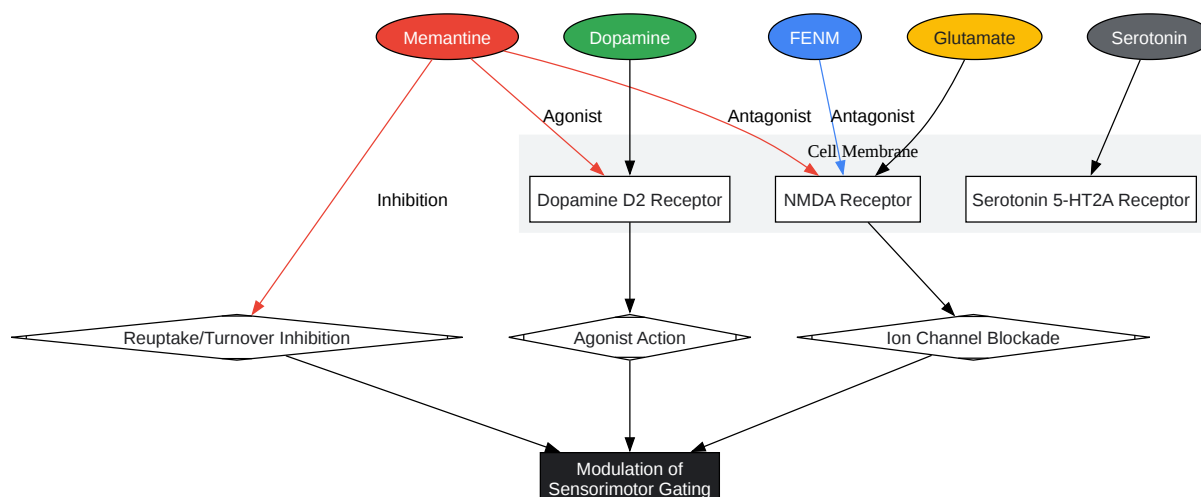 Memantine
Dopamine
FENM
Glutamate
Serotonin
Agonist
Antagonist
Antagonist
Cell Membrane
Inhibition
Dopamine D2 Receptor
NMDA Receptor
Serotonin 5-HT2A Receptor
Reuptake/Turnover Inhibition
Agonist Action
Ion Channel Blockade
Modulation of
Sensorimotor Gating